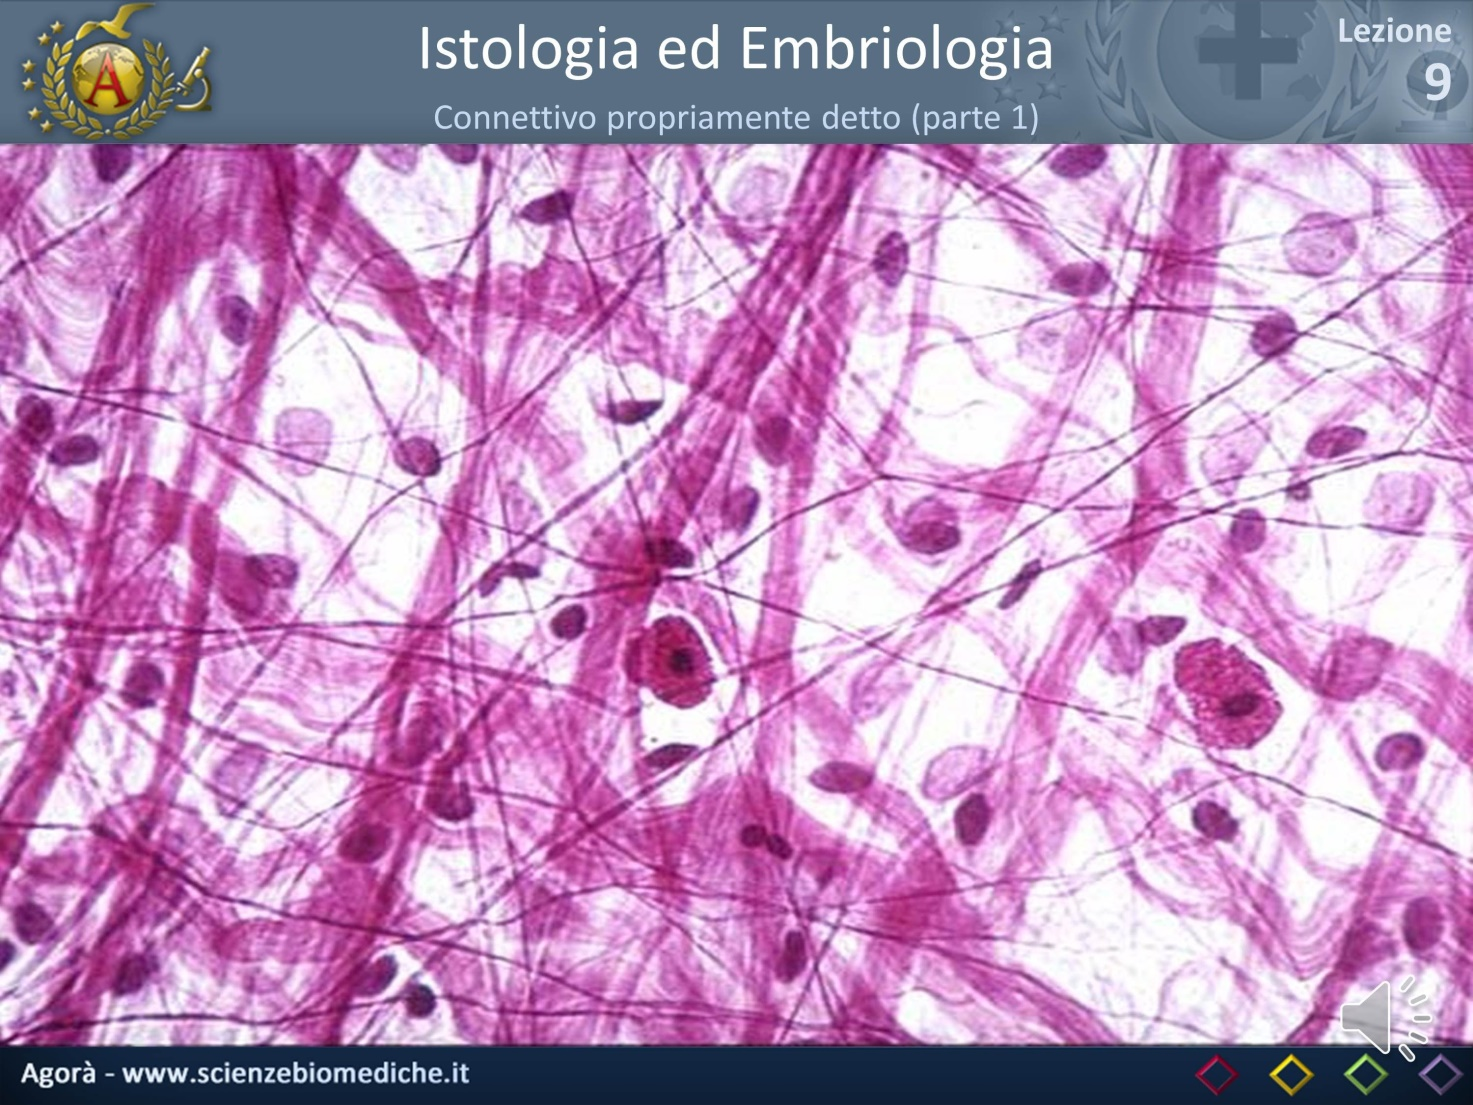 Istologia ed Embriologia
Connettivo propriamente detto (parte 1)
Lezione
9
A
Agorà - www.scienzebiomediche.it